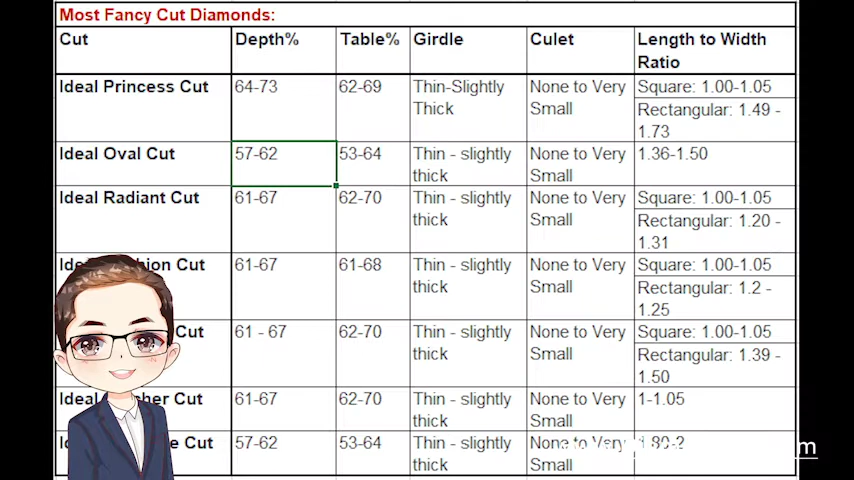 Most Fancy Cut Diamonds:
Cut Depth% Table% Girdle Culet Length to Width
Ratio
Ideal Princess Cut 64-73 62-69 Thin-Slightly None to Very Square: 1.00-1.05
Thick Small Rectangular: 1.49 -
1.73
Ideal Oval Cut 57-62 53-64 Thin - slightly None to Very 1.36-1.50
thick Small
Ideal Radiant Cut 61-67 62-70 Thin - slightly None to Very Square: 1.00-1.05
thick Small Rectangular: 1.20 -
1.31
Cut 61-67 61-68 Thin - slightly None to Very Square: 1.00-1.05
thick Small Rectangular: 1.2 -
1.25
Cut 61 - 67 62-70 Thin - slightly None to Very Square: 1.00-1.05
thick Small Rectangular: 1.39 -
1.50
Cut 61-67 62-70 Thin - slightly None to Very 1-1.05
thick Small
Cut 57-62 53-64 Thin - slightly None to Very
thick Small